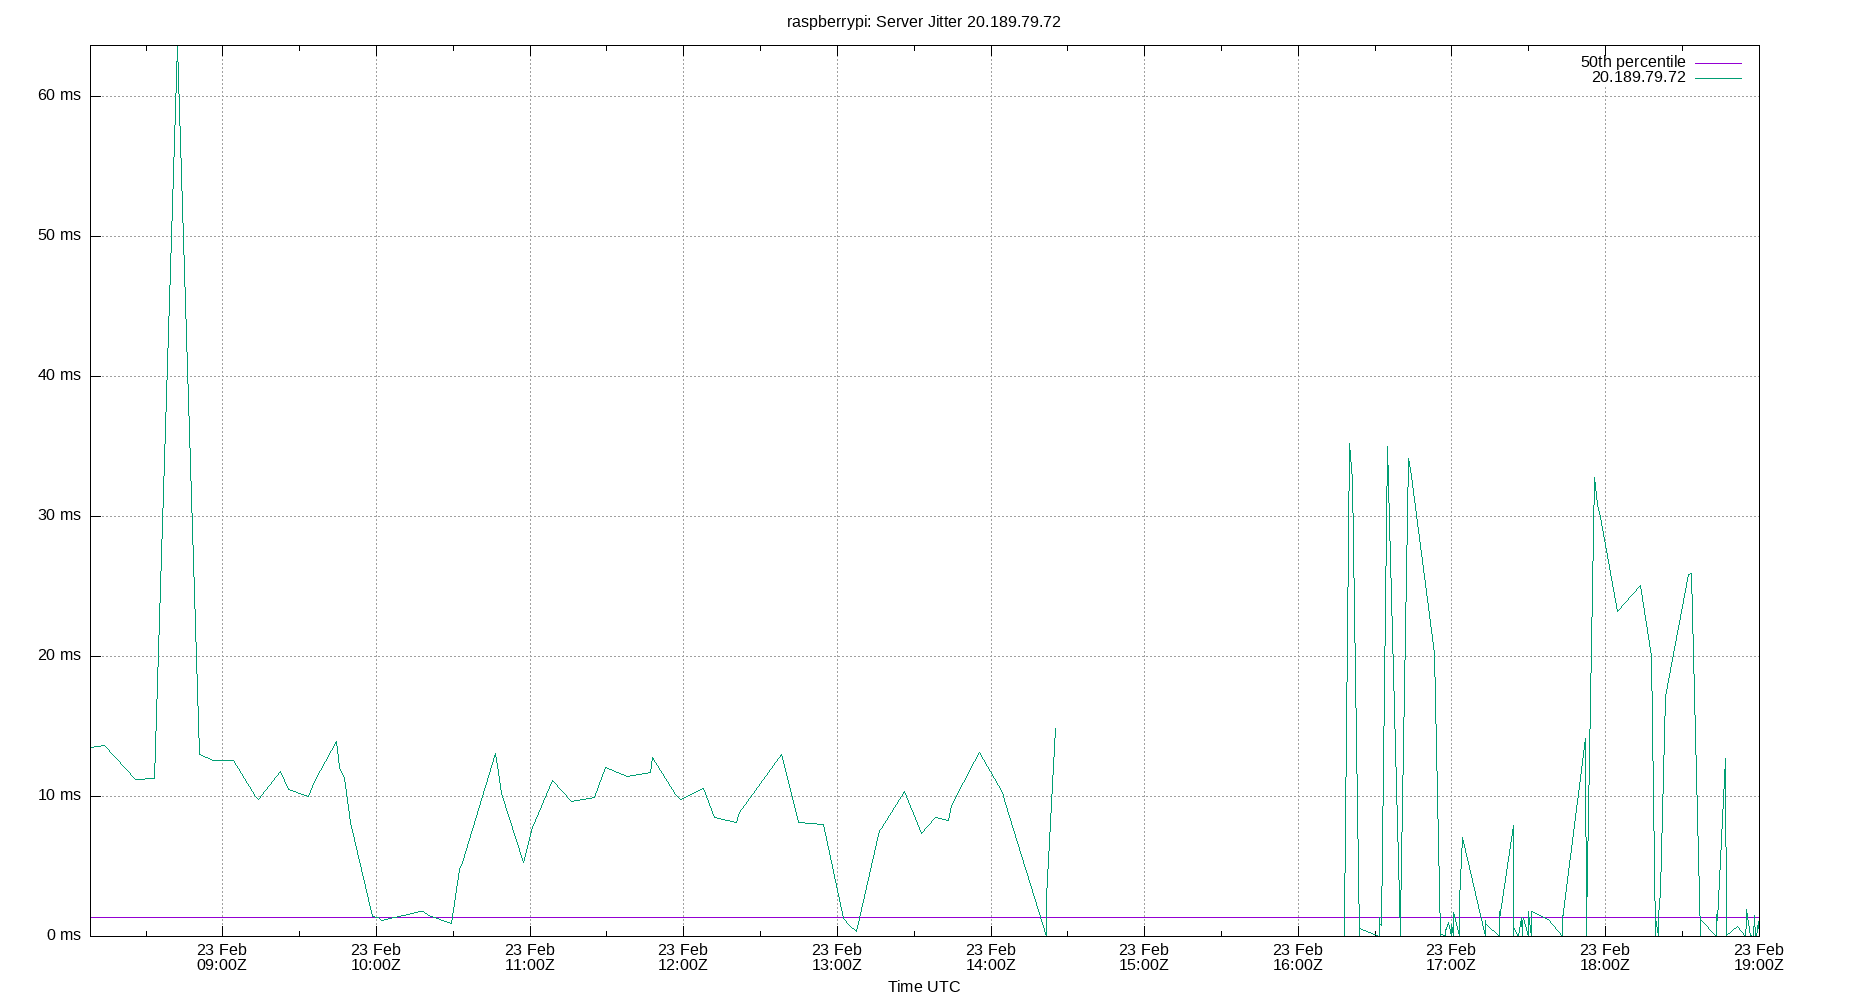 raspberrypi: Server Jitter 20.189.79.72
50th percentile
20.189.79.72
60 ms
50 ms
40 ms
30 ms
20 ms
10 ms
0 ms
23 Feb 23 Feb 23 Feb 23 Feb 23 Feb 23 Feb 23 Feb 23 Feb 23 Feb 23 Feb 23 Feb
09:00Z 10:00Z 11:00Z 12:00Z 13:00Z 14:00Z 15:00Z 16:00Z 17:00Z 18:00Z 19:00Z
Time UTC